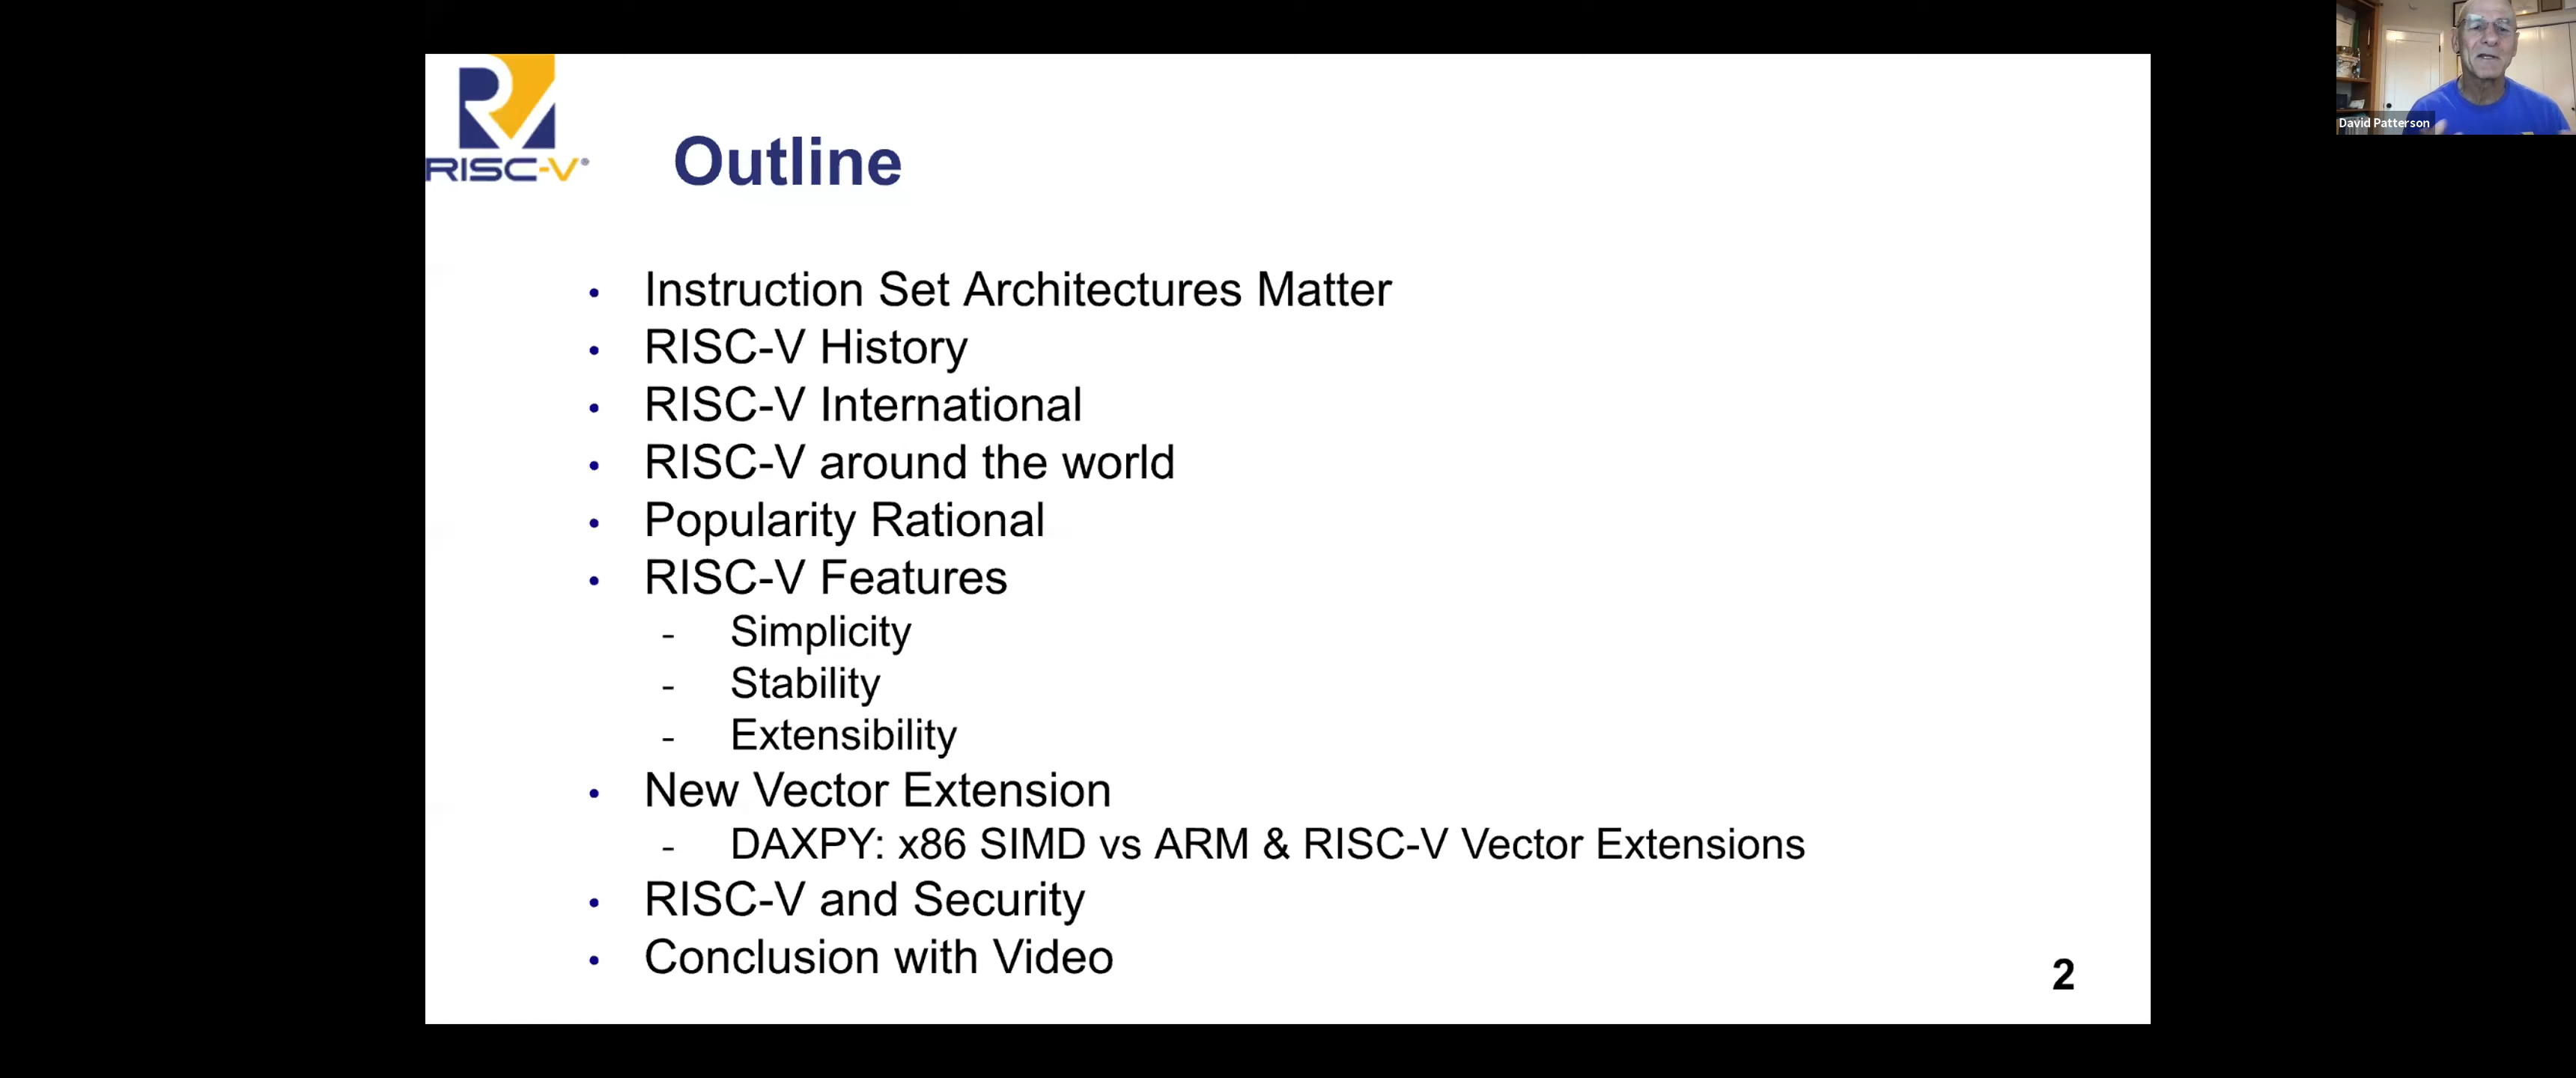 RISC-V®
Outline
• Instruction Set Architectures Matter
• RISC-V History
• RISC-V International
• RISC-V around the world
• Popularity Rational
• RISC-V Features
- Simplicity
- Stability
- Extensibility
• New Vector Extension
- DAXPY: x86 SIMD vs ARM & RISC-V Vector Extensions
• RISC-V and Security
• Conclusion with Video
2
David Patterson